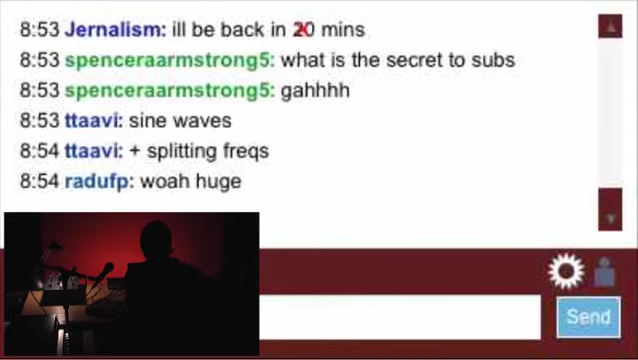 8:53 Jernalism: ill be back in 20 mins
8:53 spenceraarmstrong5: what is the secret to subs
8:53 spenceraarmstrong5: gahhhh
8:53 ttaavi: sine waves
8:54 ttaavi: + splitting freqs
8:54 radufp: woah huge
Send